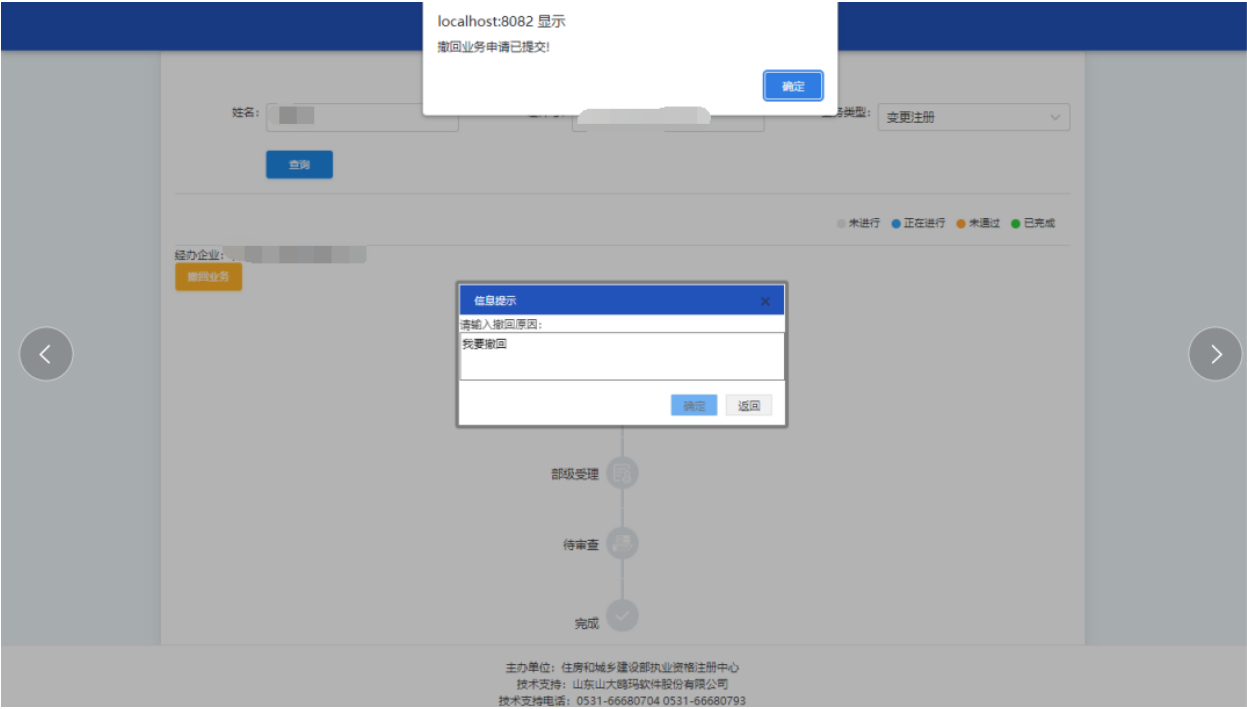 localhost:8082 显示
撤回业务申请已提交!
确定
姓名:
务类型:
变更注册
查询
未进行 正在进行 未通过 已完成
经办企业:
撤回业务
信息提示
请输入撤回原因:
我要撤回
确定 返回
部级受理
待审查
完成
主办单位: 住房和城乡建设部执业资格注册中心
技术支持: 山东山大鸥玛软件股份有限公司
技术支持电话: 0531-66680704 0531-66680793